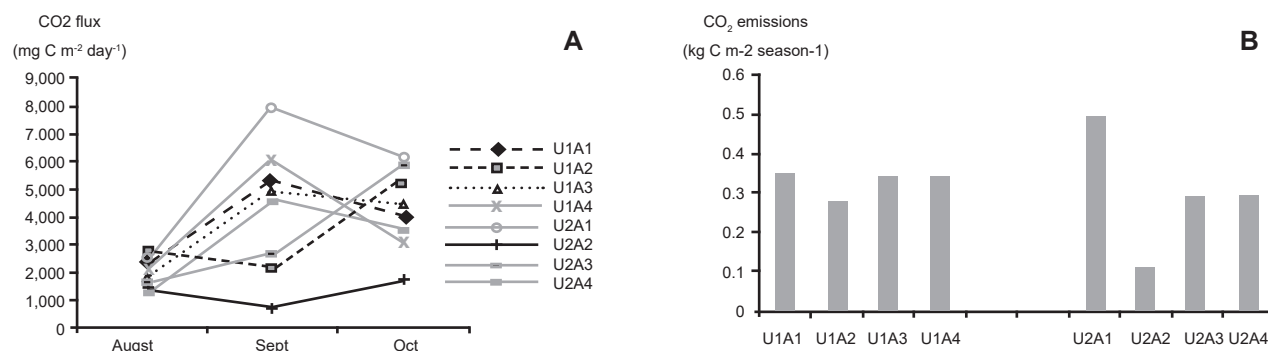 CO2 flux
(mg C m-2 day-1)
A
9,000
8,000
7,000
6,000
5,000
4,000
3,000
2,000
1,000
0
Augst
Sept
Oct
U1A1
U1A2
U1A3
U1A4
U2A1
U2A2
U2A3
U2A4
CO2 emissions
(kg C m-2 season-1)
B
0.6
0.5
0.4
0.3
0.2
0.1
0
U1A1 U1A2 U1A3 U1A4 U2A1 U2A2 U2A3 U2A4